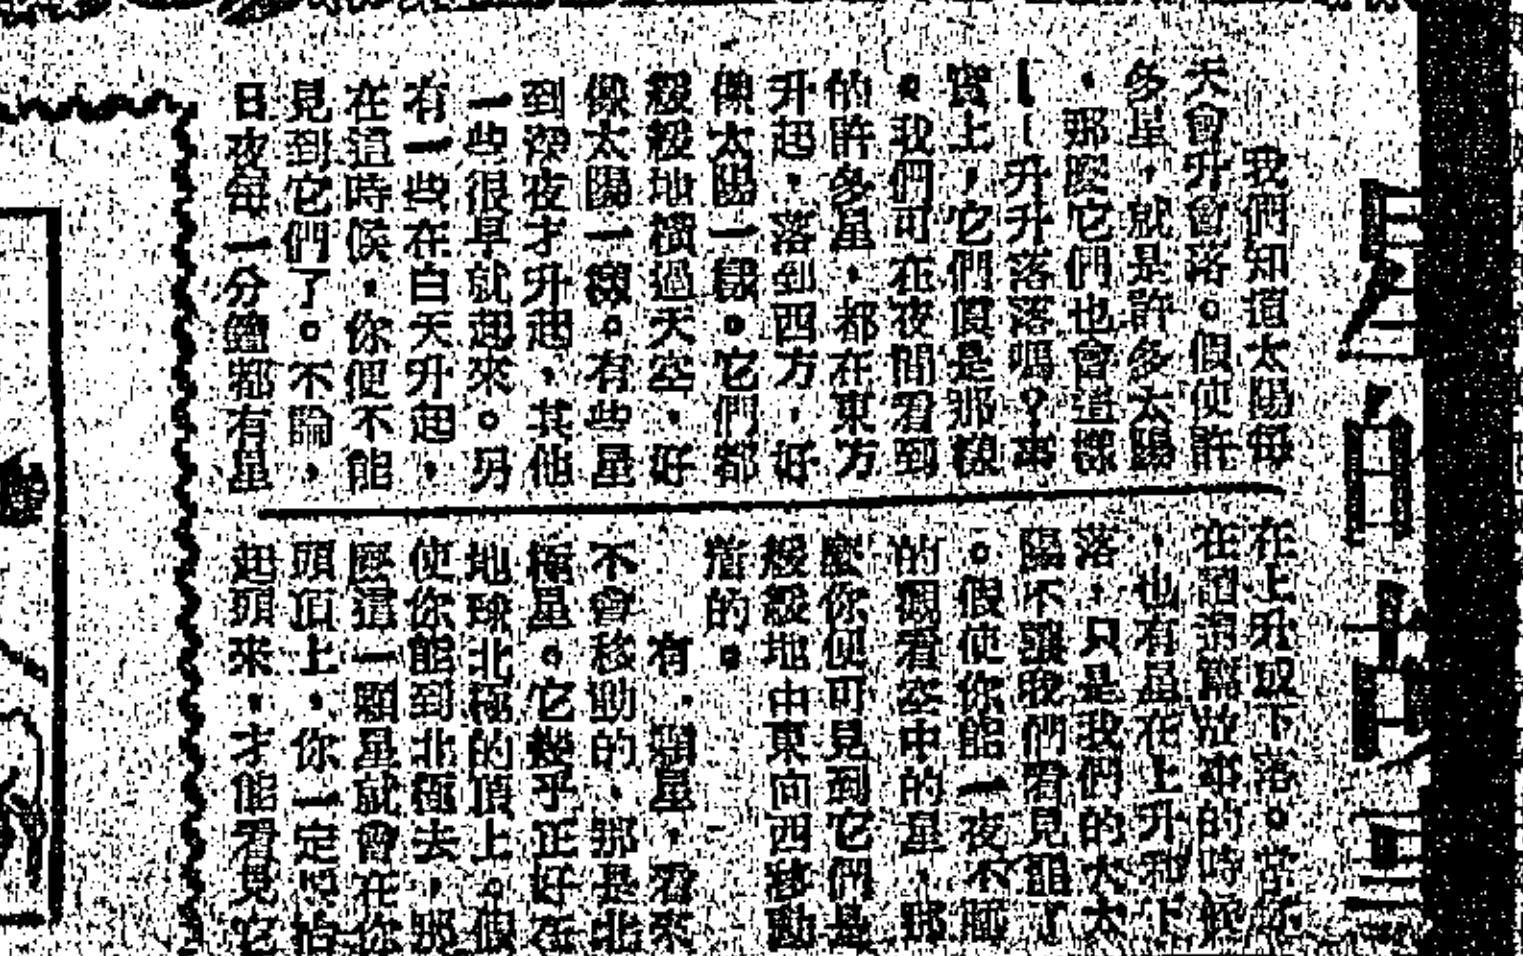 我們知道太陽每
天會升會落。假使許
多星，就是許多太陽
，那麼它們也會這樣
——升升落落嗎？事
實上，它們眞是那樣
。我們可在夜間看到
的許多星，都在東方
升起，落到西方，好
像太陽一樣。它們都
緩緩地橫過天空，好
像太陽一樣。有些星
到深夜才升起，其他
一些很早就起來。另
有一些在白天升起，
在這時候，你便不能
見到它們了。不論，
日夜每一分鐘都有星
在上升或下落。當你
在讀這篇故事的時候
，也有星在上升和下
落，只是我們的太太
陽不讓我們看見罷了
。假使你能一夜不睡
的觀看空中的星，那
麼你便可見到它們是
緩緩地由東向西移動
着的。
有一顆星，看來
不會移動的，那是北
極星。它幾乎正好在
地球北極的頂上。假
使你能到北極去，那
麼這一顆星就會在你
頭頂上，你一定
起頭來，才能看見它